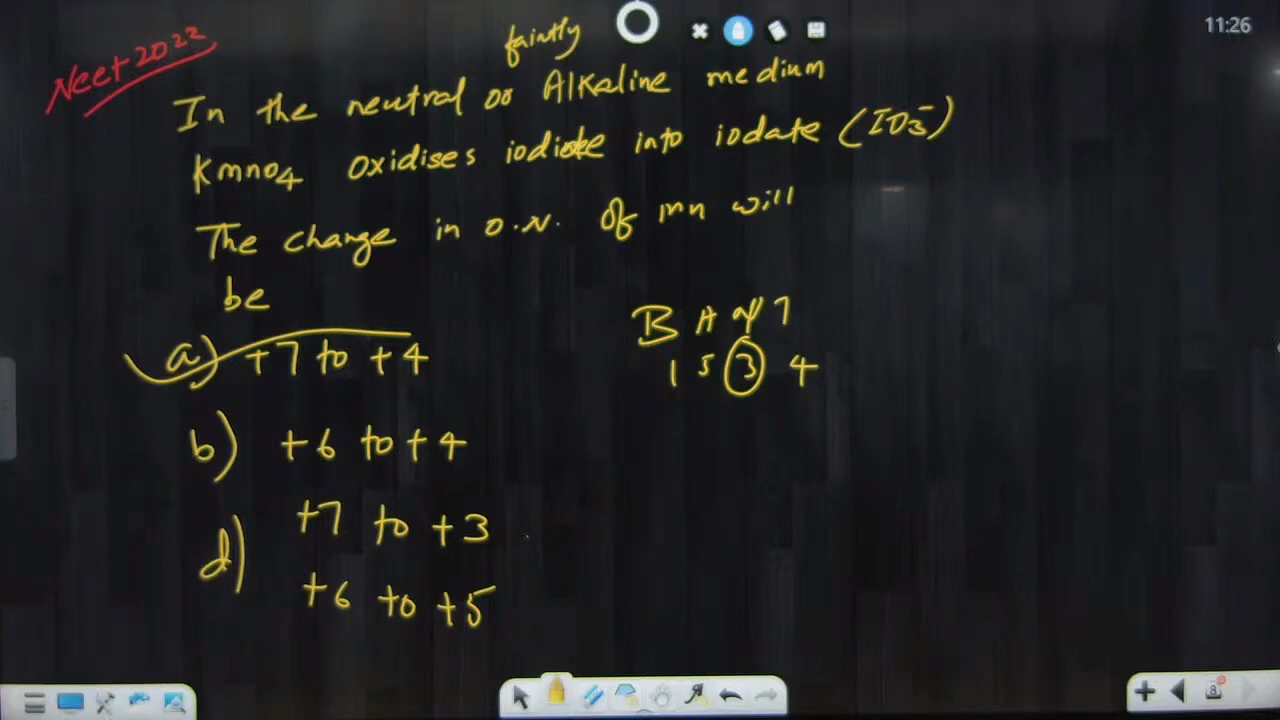 11:26
Neet 2022
faintly
In the neutral or Alkaline medium
Kmno4 oxidises iodide into iodate (IO3-)
The change in O.N. of mn will
be
a) +7 to +4
b) +6 to +4
+7 to +3
d) +6 to +5
B A 7
1 5 3 4
8